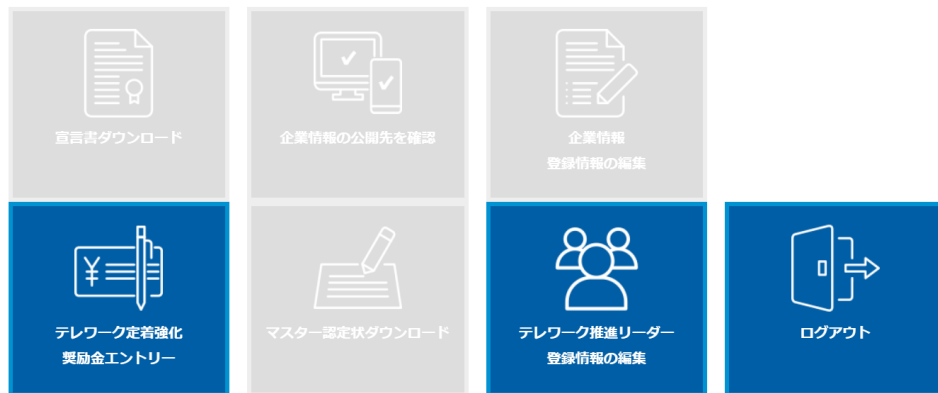 宣言書ダウンロード
企業情報の公開先を確認
企業情報
登録情報の編集
¥
テレワーク定着強化
奨励金エントリー
マスター認定状ダウンロード
テレワーク推進リーダー
登録情報の編集
ログアウト